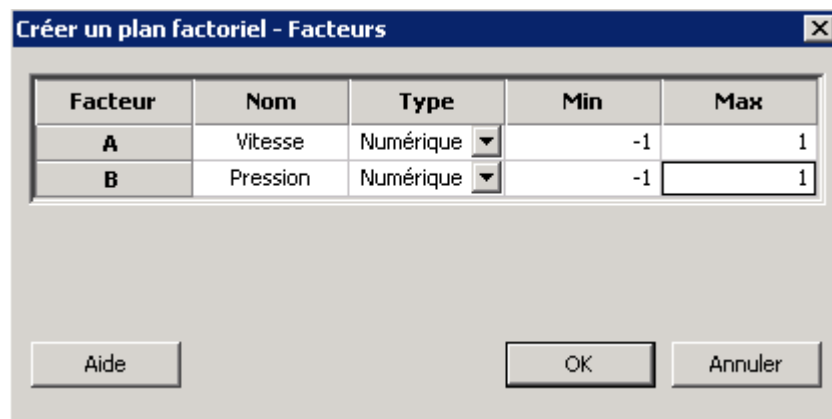 Créer un plan factoriel - Facteurs
Facteur Nom Type Min Max
A Vitesse Numérique -1 1
B Pression Numérique -1 1
Aide OK Annuler